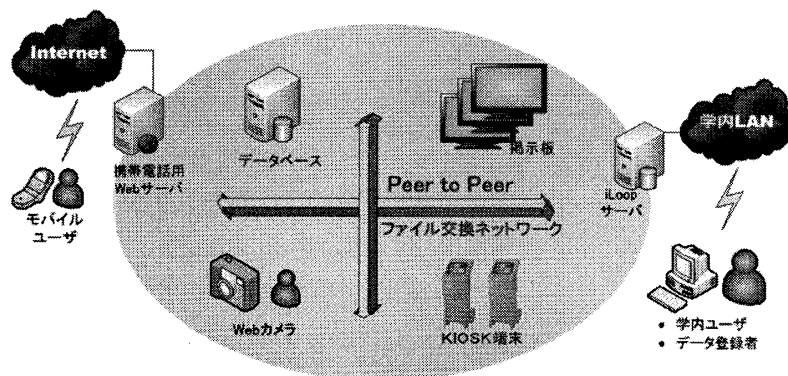 Internet
学内LAN
携帯電話用
Webサーバ
データベース
掲示板
iLoop
サーバ
モバイル
ユーザ
Peer to Peer
ファイル交換ネットワーク
Webカメラ
KIOSK端末
• 学内ユーザ
• データ登録者